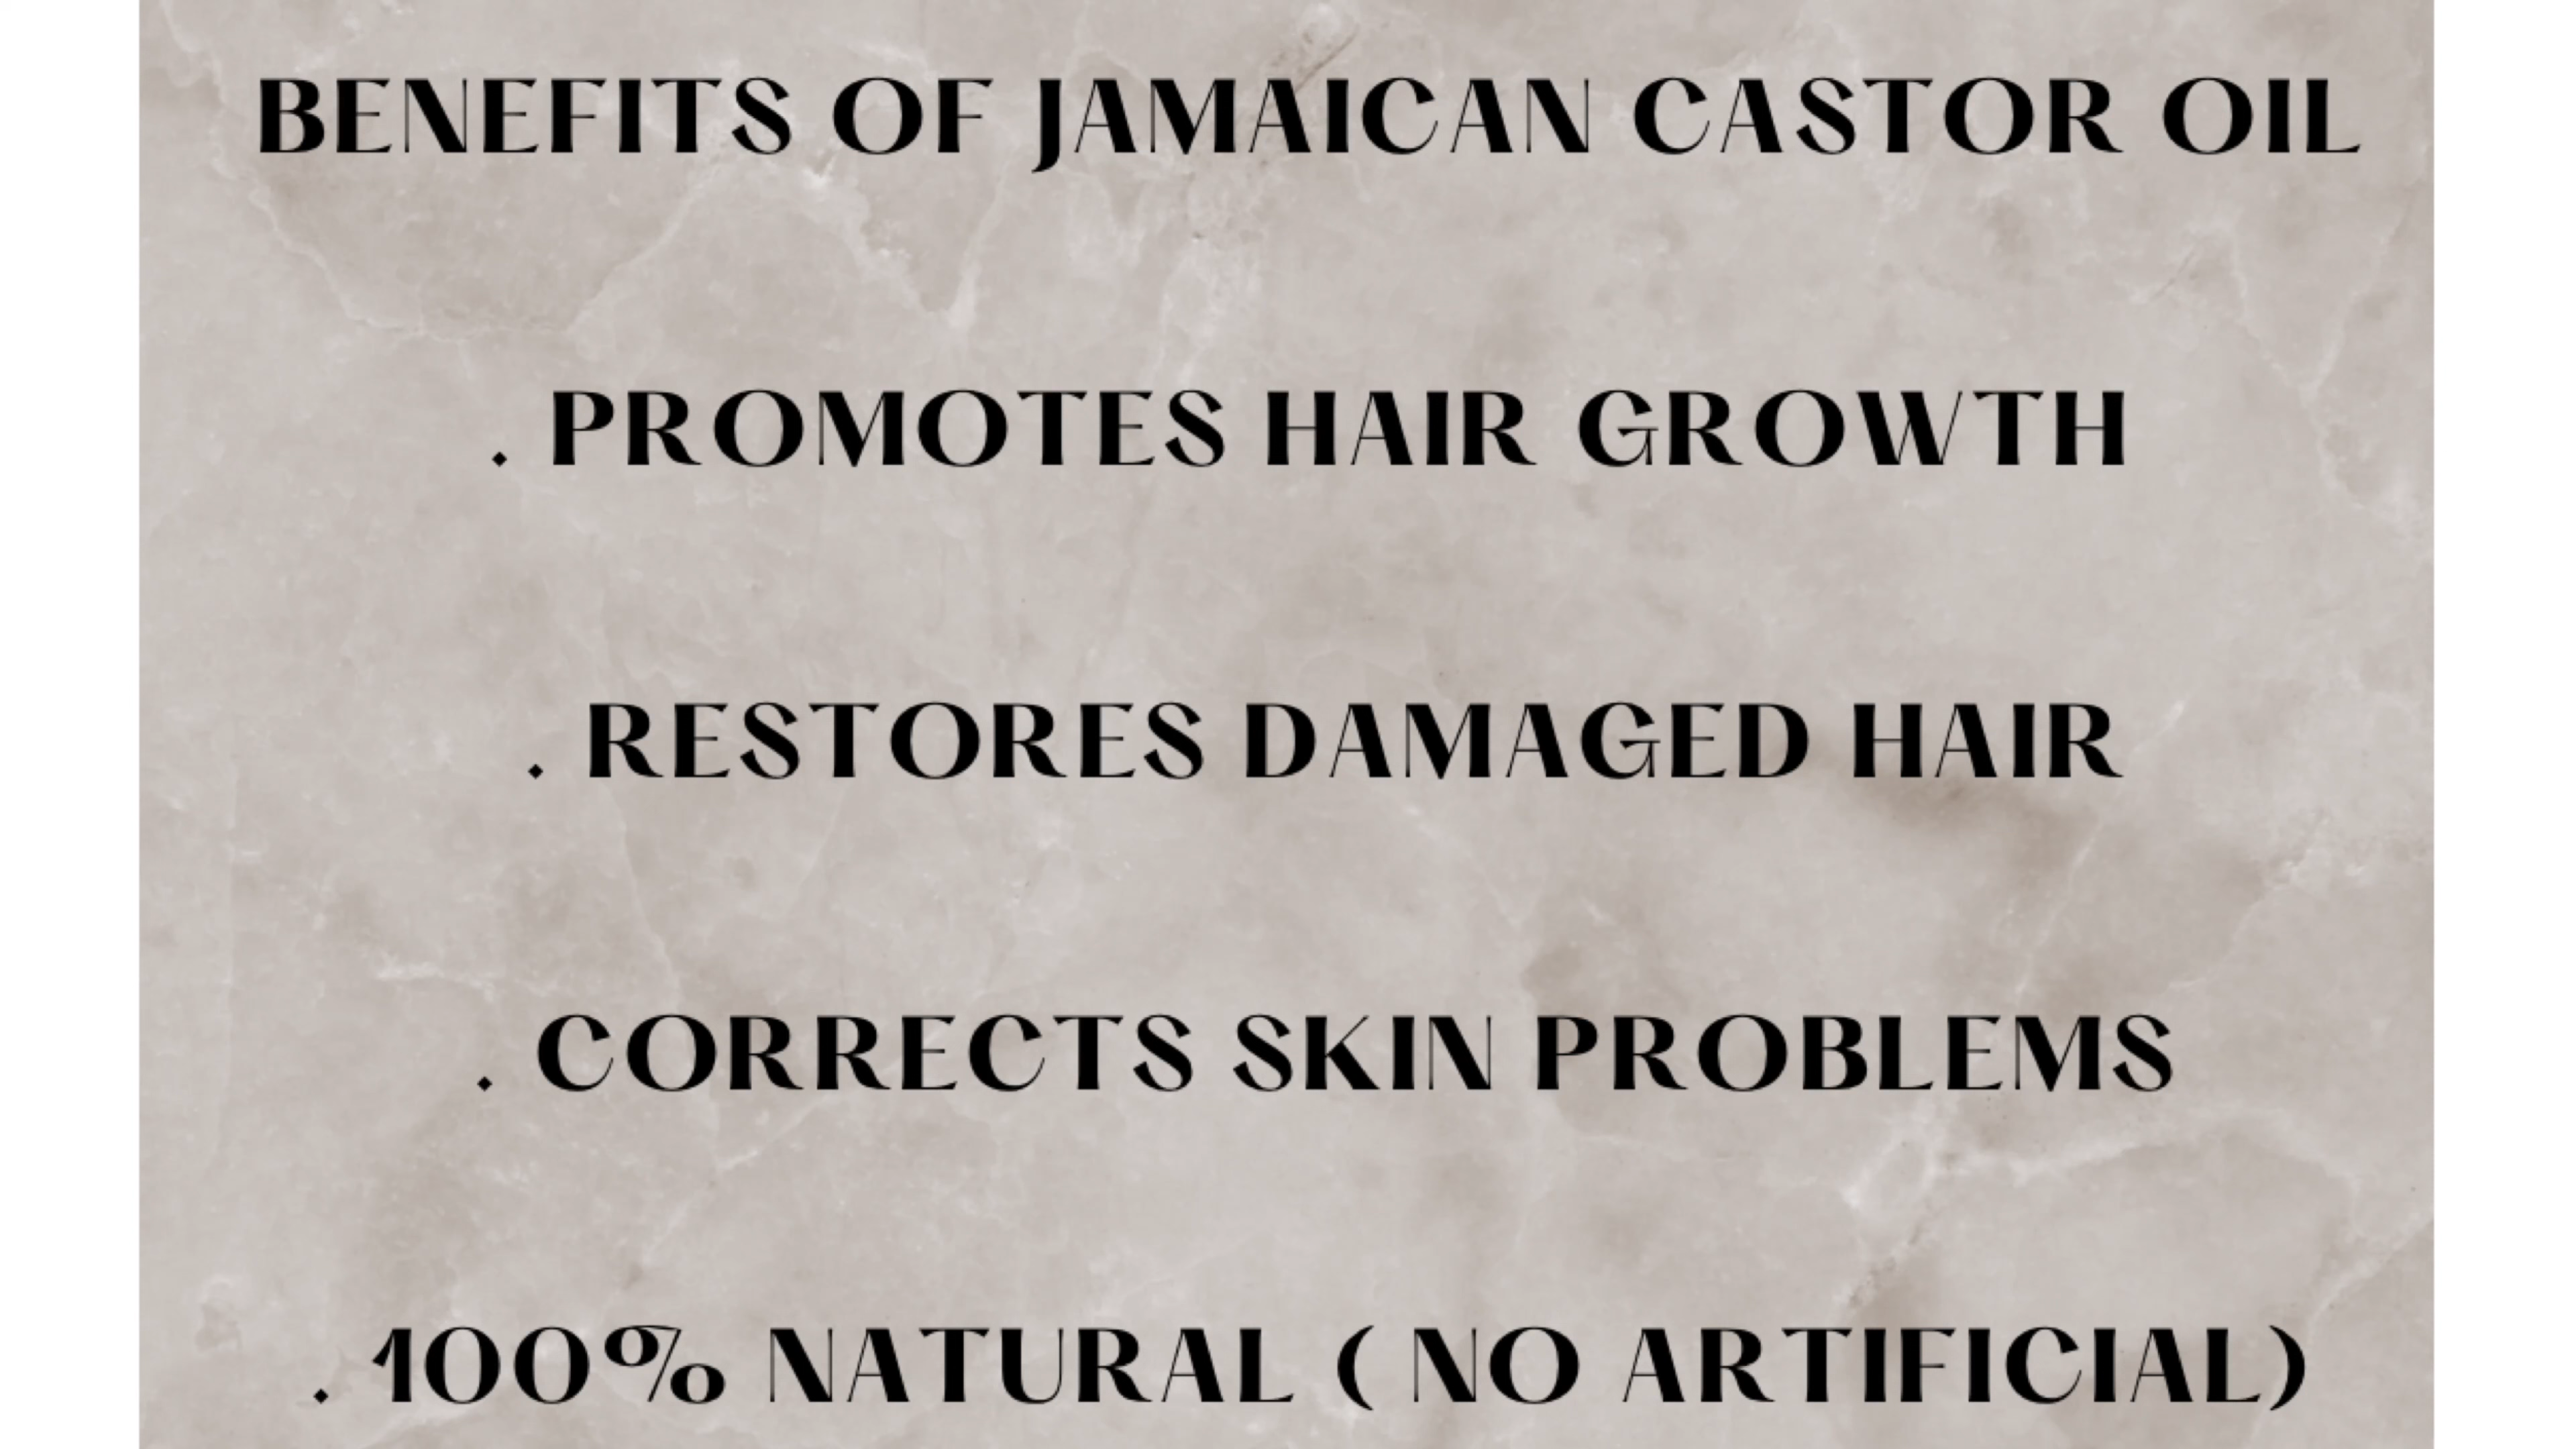 BENEFITS OF JAMAICAN CASTOR OIL
. PROMOTES HAIR GROWTH
. RESTORES DAMAGED HAIR
. CORRECTS SKIN PROBLEMS
. 100% NATURAL ( NO ARTIFICIAL)